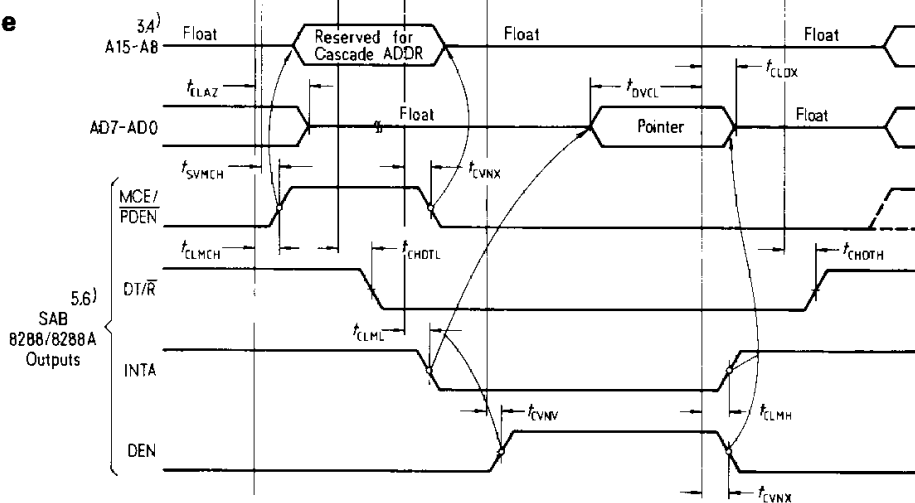 e
3.4)
A15-A8
Float
Reserved for
Cascade ADDR
Float
Float
tCLAZ
tDVCL
tCLDX
AD7-AD0
Float
Pointer
Float
tSVMCH
tCVNX
MCE/
PDEN
tCLMCH
tCHDTL
tCHDTH
5.6)
SAB
8288/8288A
Outputs
DT/R
tCLML
INTA
tCVNV
tCLMH
DEN
tCVNX